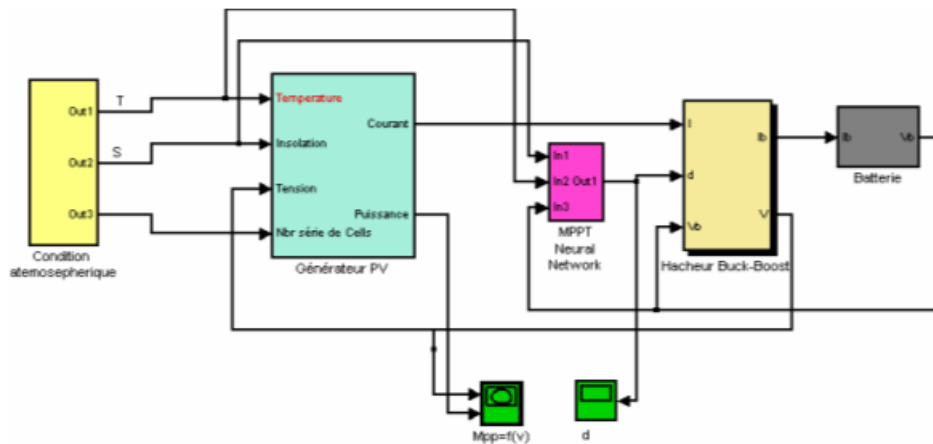 T
Out1
S
Out2
Out3
Condition
atemosepherique
Temperature
Courant
Insolation
Tension
Puissance
Nbr série de Cells
Générateur PV
In1
In2 Out1
In3
MPPT
Neural
Network
I
Ib
d
V
Vb
Hacheur Buck-Boost
Ib
Vb
Batterie
Mpp=f(v)
d